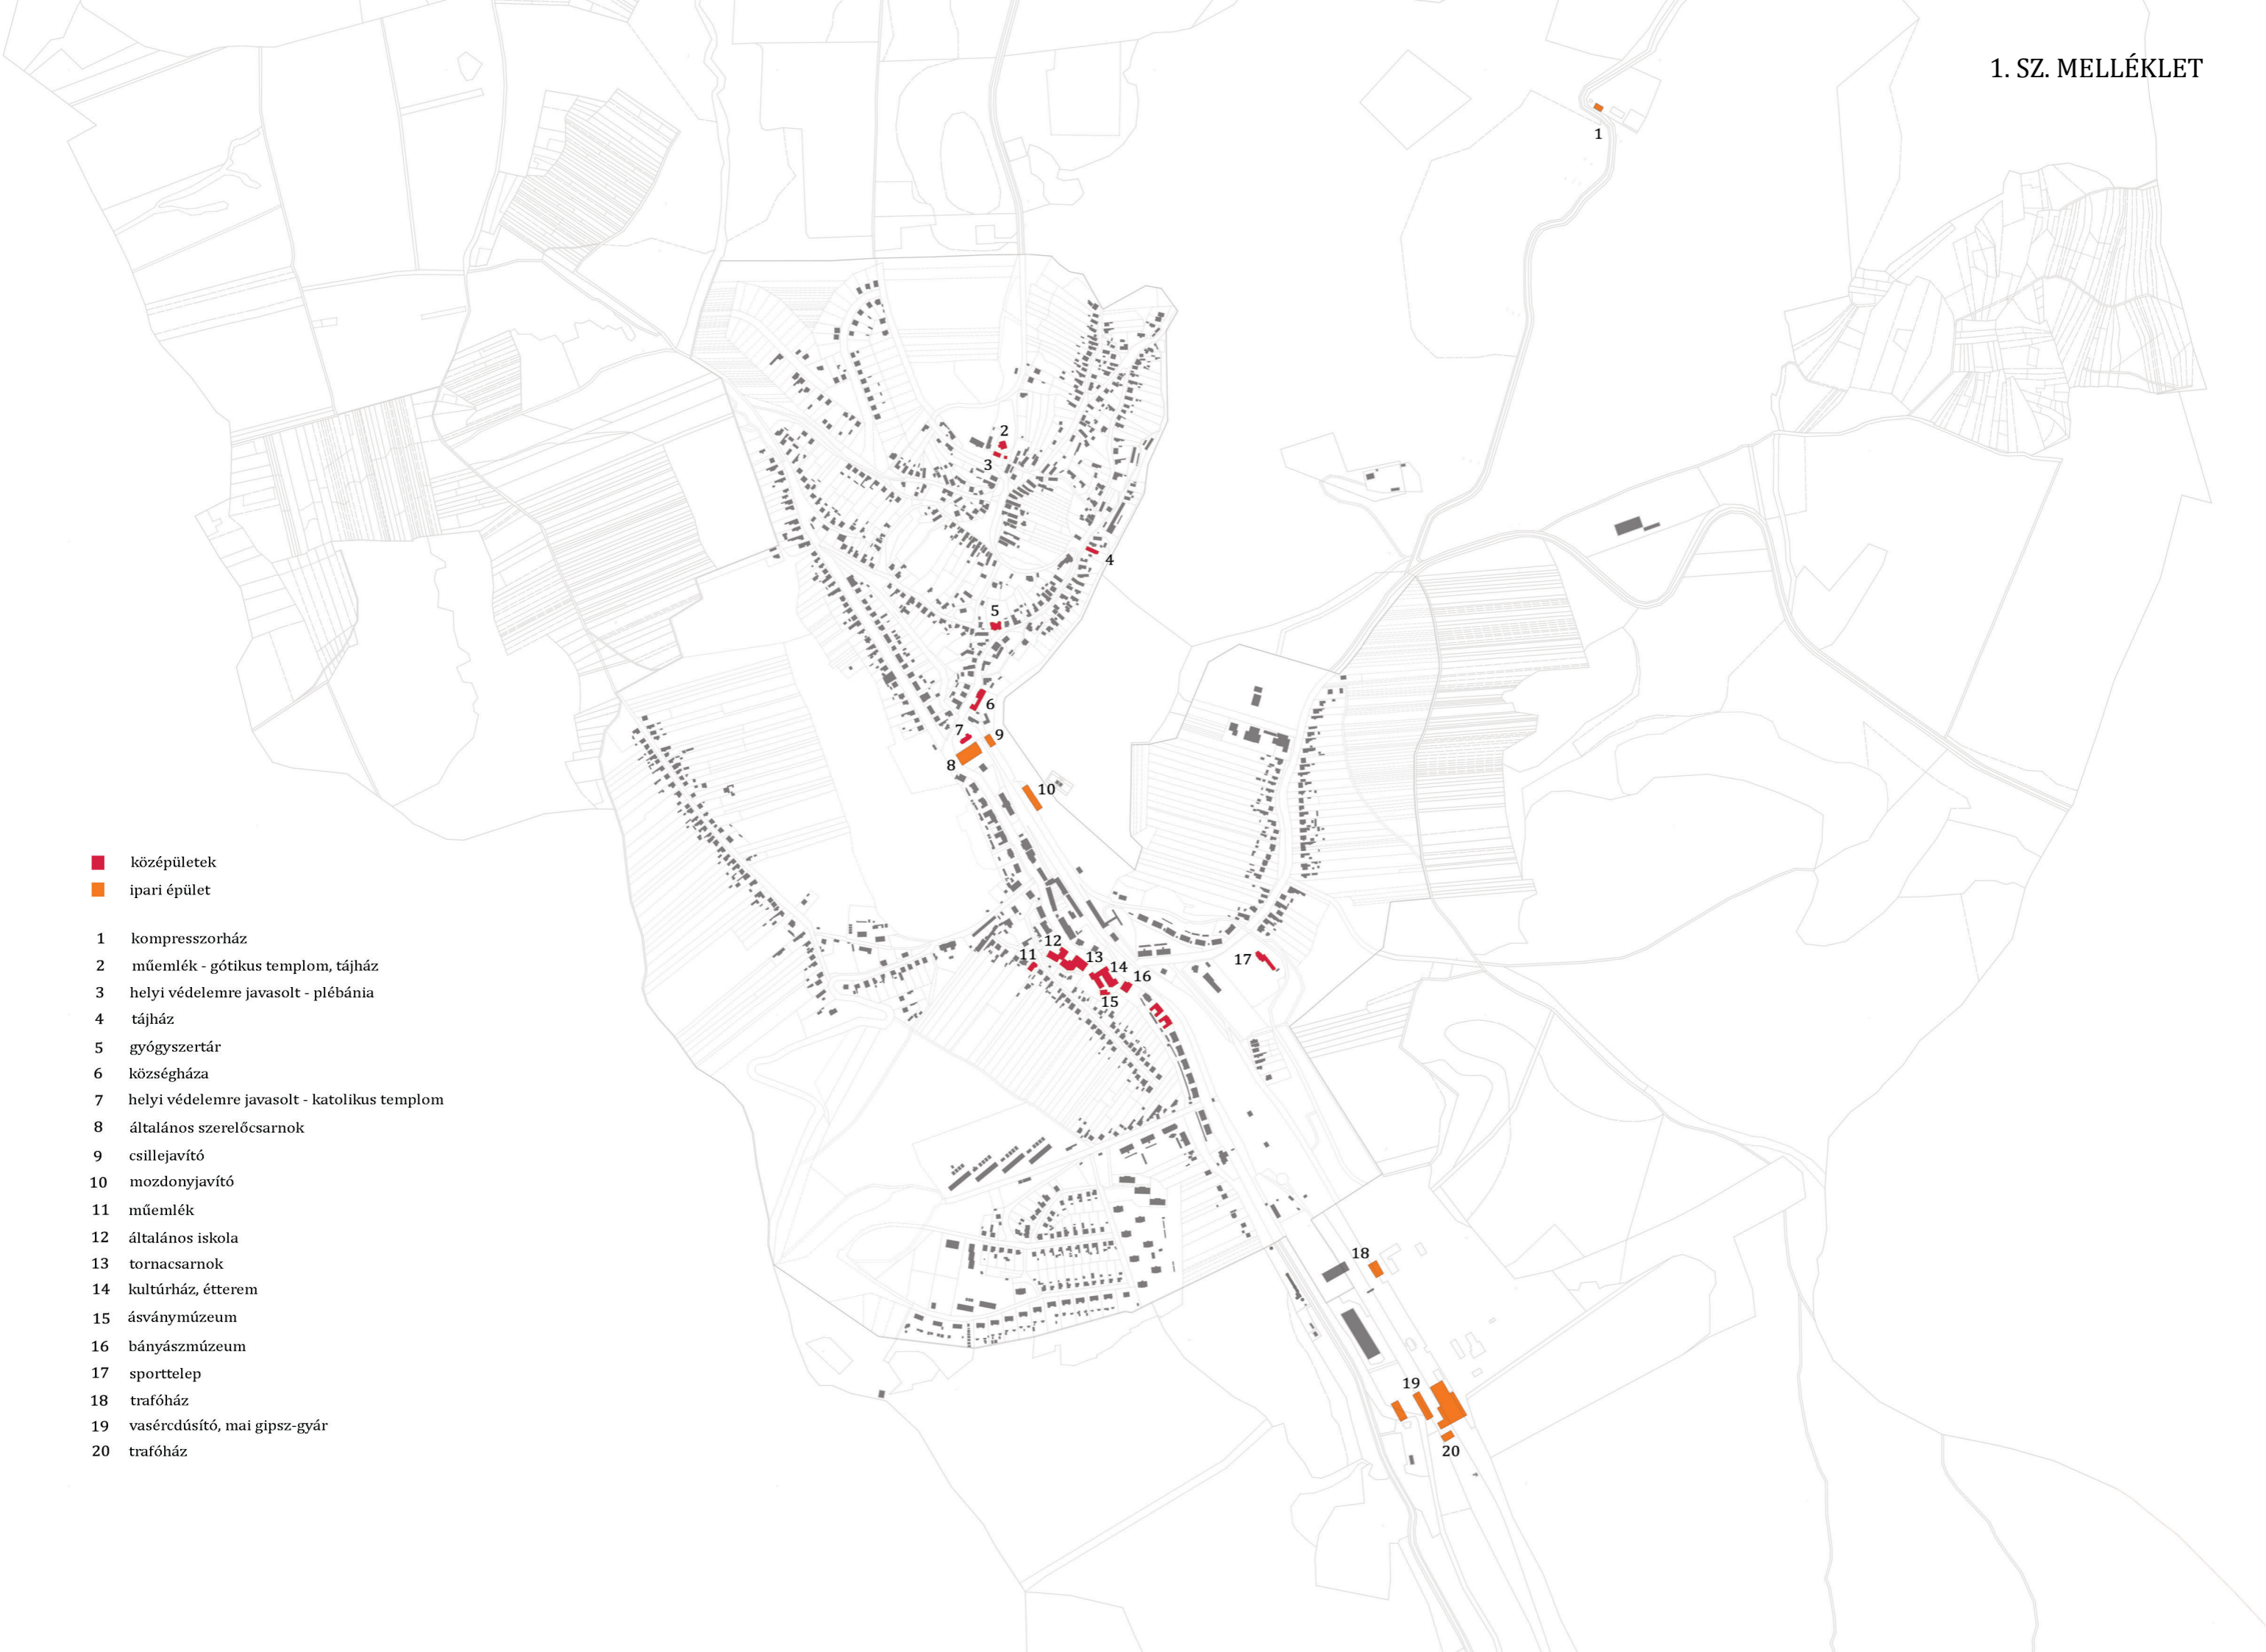 1. SZ. MELLÉKLET
1
2
3
4
5
6
7
9
8
10
12
11
13
14
16
15
17
18
19
20
középületek
ipari épület
1 kompresszorház
2 műemlék - gótikus templom, tájház
3 helyi védelemre javasolt - plébánia
4 tájház
5 gyógyszertár
6 községháza
7 helyi védelemre javasolt - katolikus templom
8 általános szerelőcsarnok
9 csillejavító
10 mozdonyjavító
11 műemlék
12 általános iskola
13 tornacsarnok
14 kultúrház, étterem
15 ásványmúzeum
16 bányászmúzeum
17 sporttelep
18 trafóház
19 vasércdúsító, mai gipsz-gyár
20 trafóház